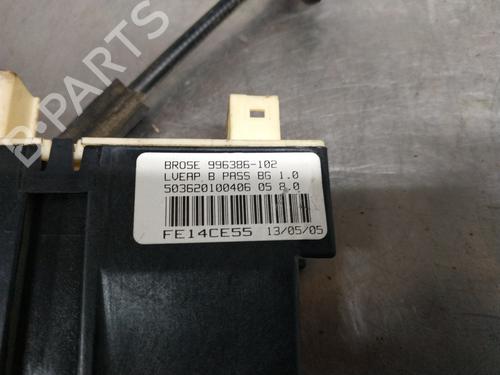 B-PARTS
BROSE 996386-102
LVEAP B PASS BG 1.0
503620100406 05 8.0
FE14CE55 13/05/05